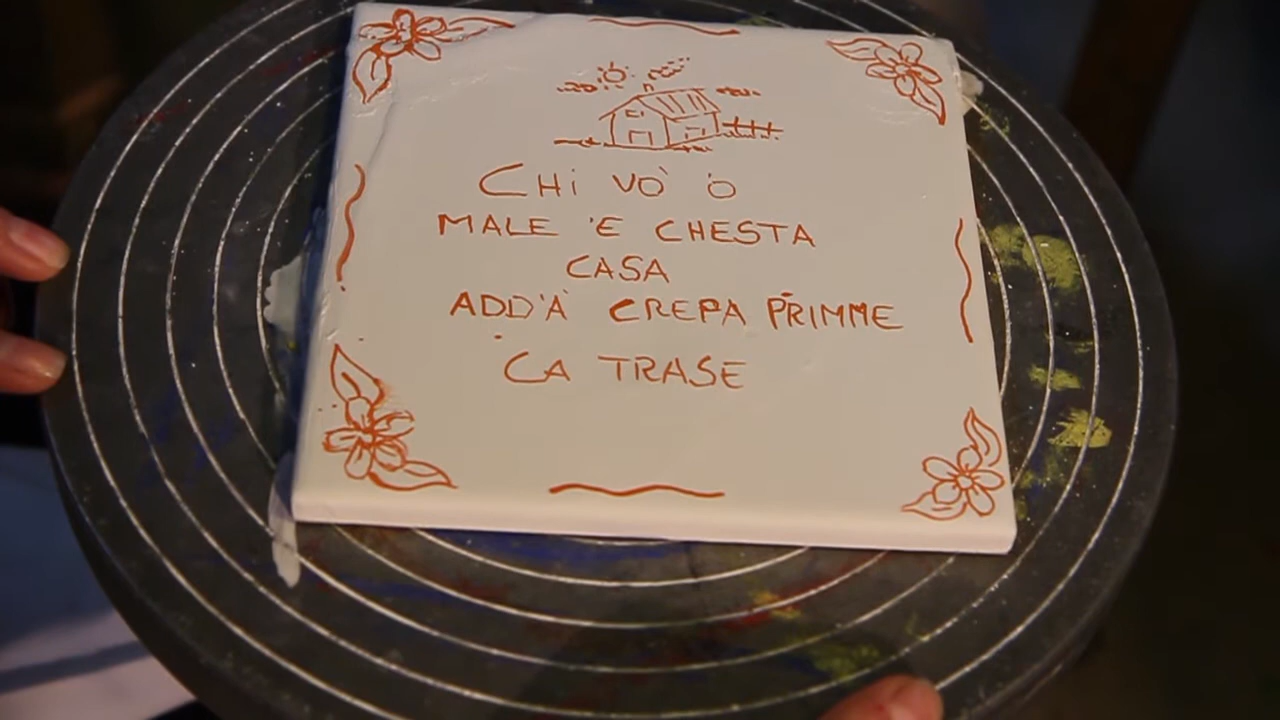 CHi VO' 'O
MALE 'E CHESTA
CASA
ADD'A' CREPA PRIMME
CA TRASE